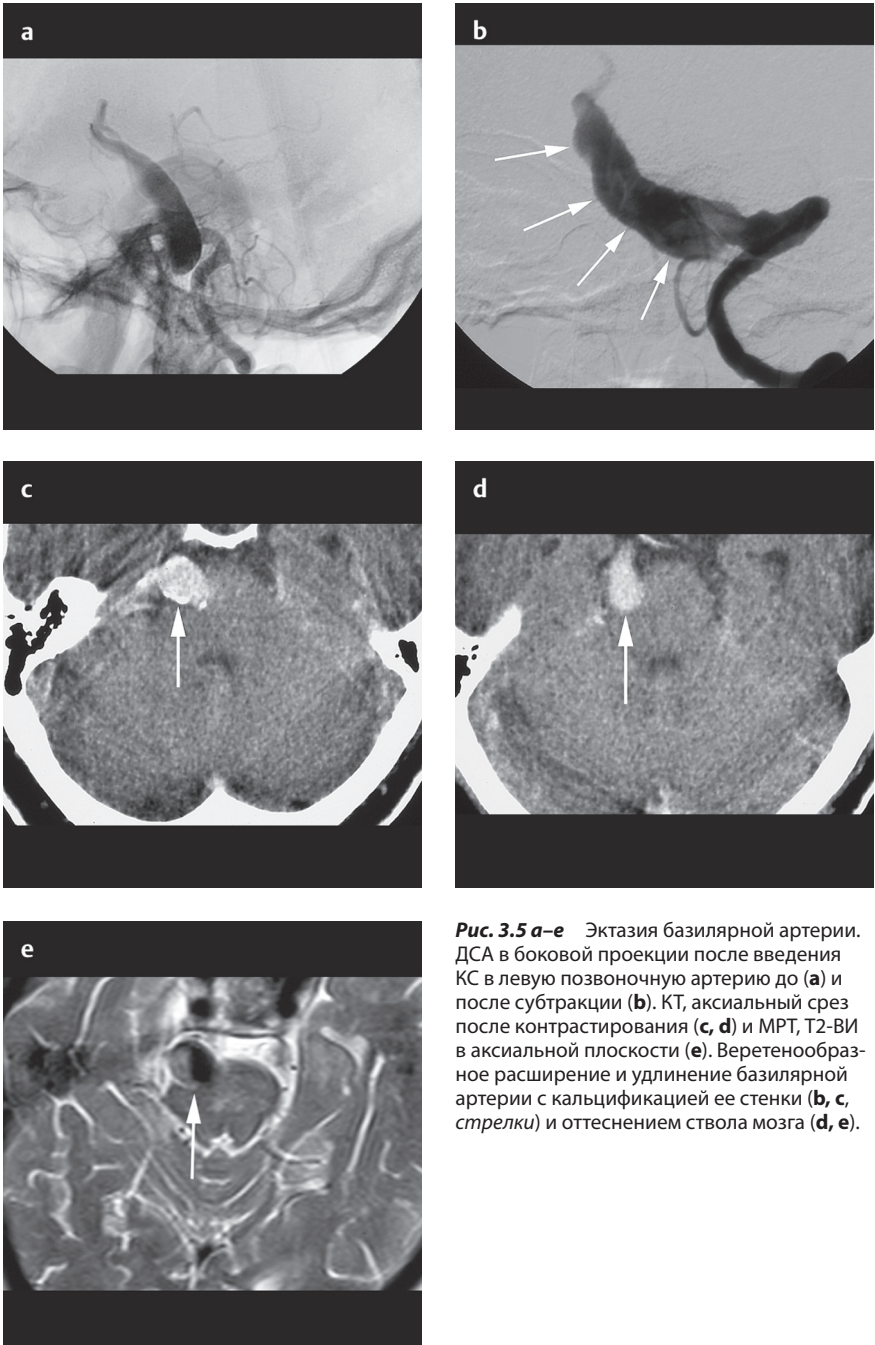 a
b
c
d
e
Рис. 3.5 a–e Эктазия базилярной артерии.
ДСА в боковой проекции после введения
КС в левую позвоночную артерию до (a) и
после субтракции (b). КТ, аксиальный срез
после контрастирования (c, d) и МРТ, Т2-ВИ
в аксиальной плоскости (e). Веретенообраз-
ное расширение и удлинение базилярной
артерии с кальцификацией ее стенки (b, c,
стрелки) и оттеснением ствола мозга (d, e).